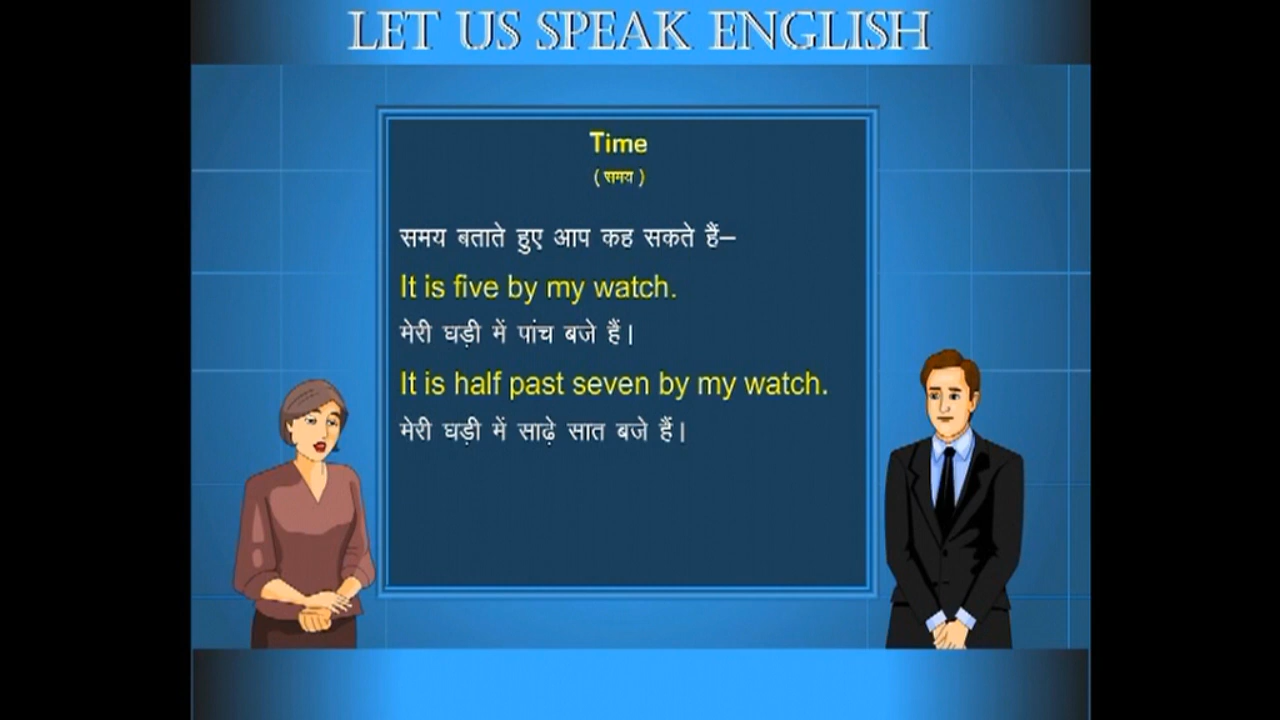 LET US SPEAK ENGLISH
Time
( समय )
समय बताते हुए आप कह सकते हैं–
It is five by my watch.
मेरी घड़ी में पांच बजे हैं|
It is half past seven by my watch.
मेरी घड़ी में साढ़े सात बजे हैं|